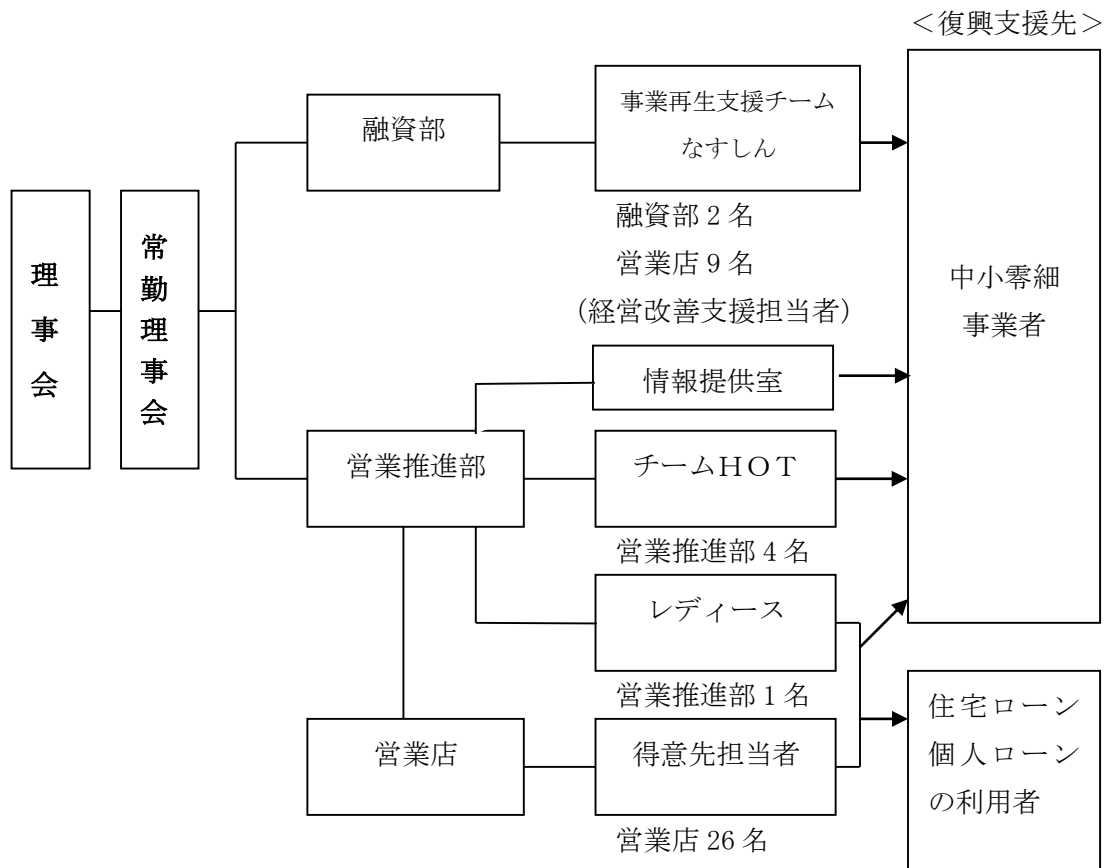 ＜復興支援先＞
理事会
常勤理事会
融資部
事業再生支援チーム
なすしん
融資部 2 名
営業店 9 名
(経営改善支援担当者)
中小零細
事業者
情報提供室
営業推進部
チームＨＯＴ
営業推進部 4 名
レディース
営業推進部 1 名
営業店
得意先担当者
営業店 26 名
住宅ローン
個人ローン
の利用者